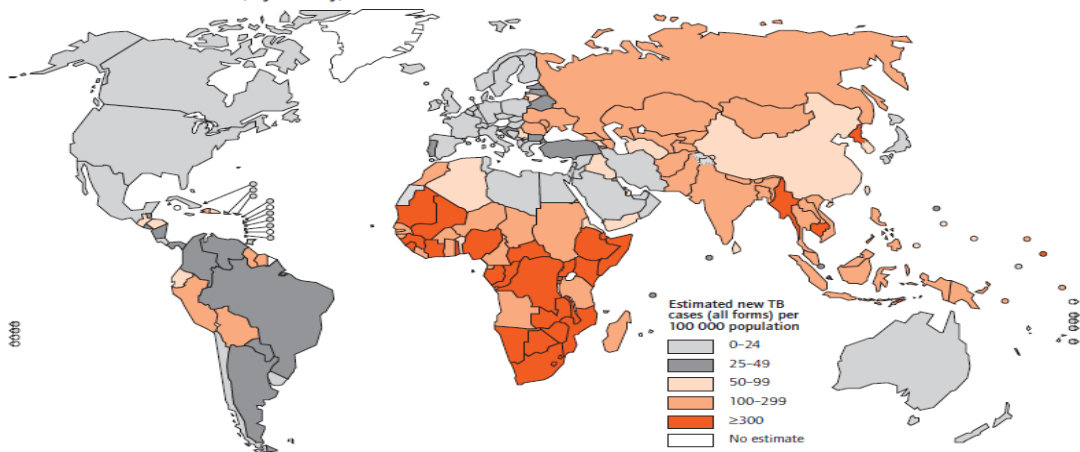 Estimated new TB
cases (all forms) per
100 000 population
0–24
25–49
50–99
100–299
≥300
No estimate